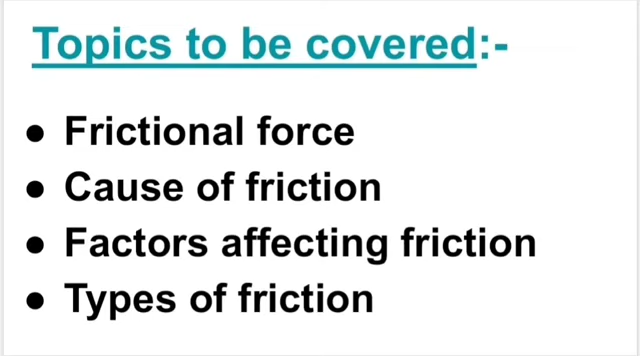 Topics to be covered:-
● Frictional force
● Cause of friction
● Factors affecting friction
● Types of friction